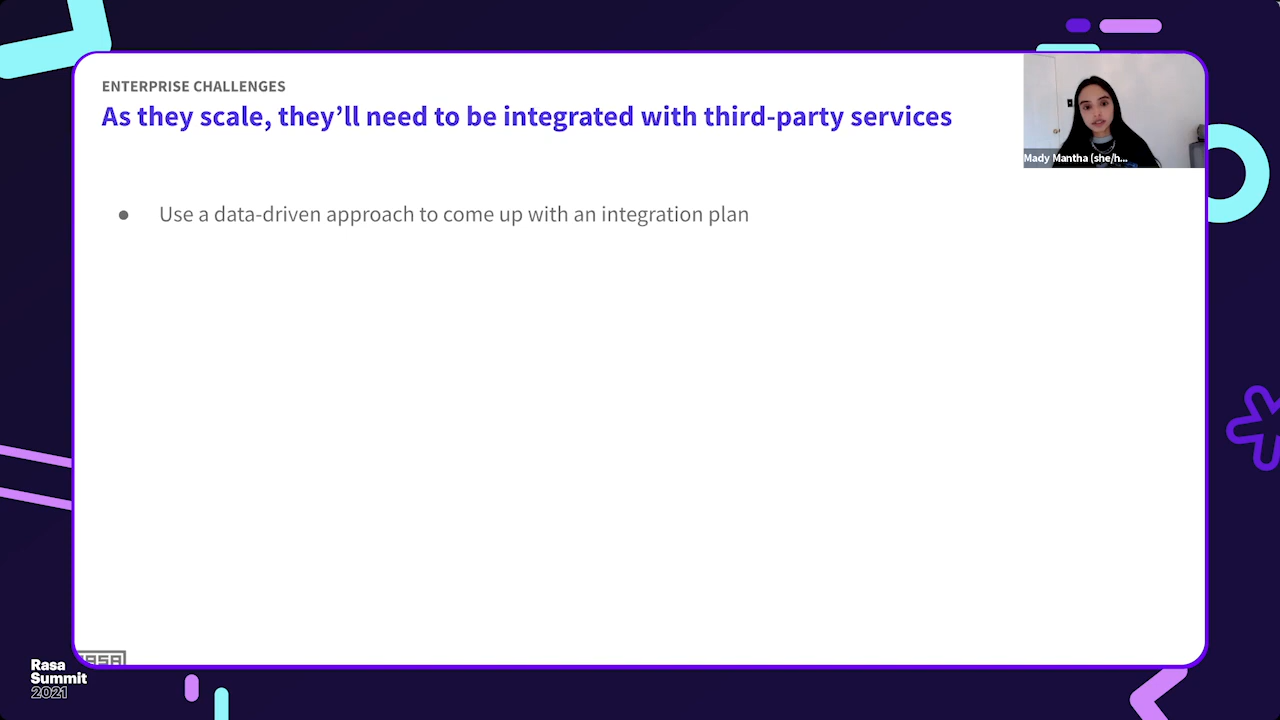 ENTERPRISE CHALLENGES
As they scale, they’ll need to be integrated with third-party services
Mady Mantha (she/h...
● Use a data-driven approach to come up with an integration plan
RASA
Rasa
Summit
2021